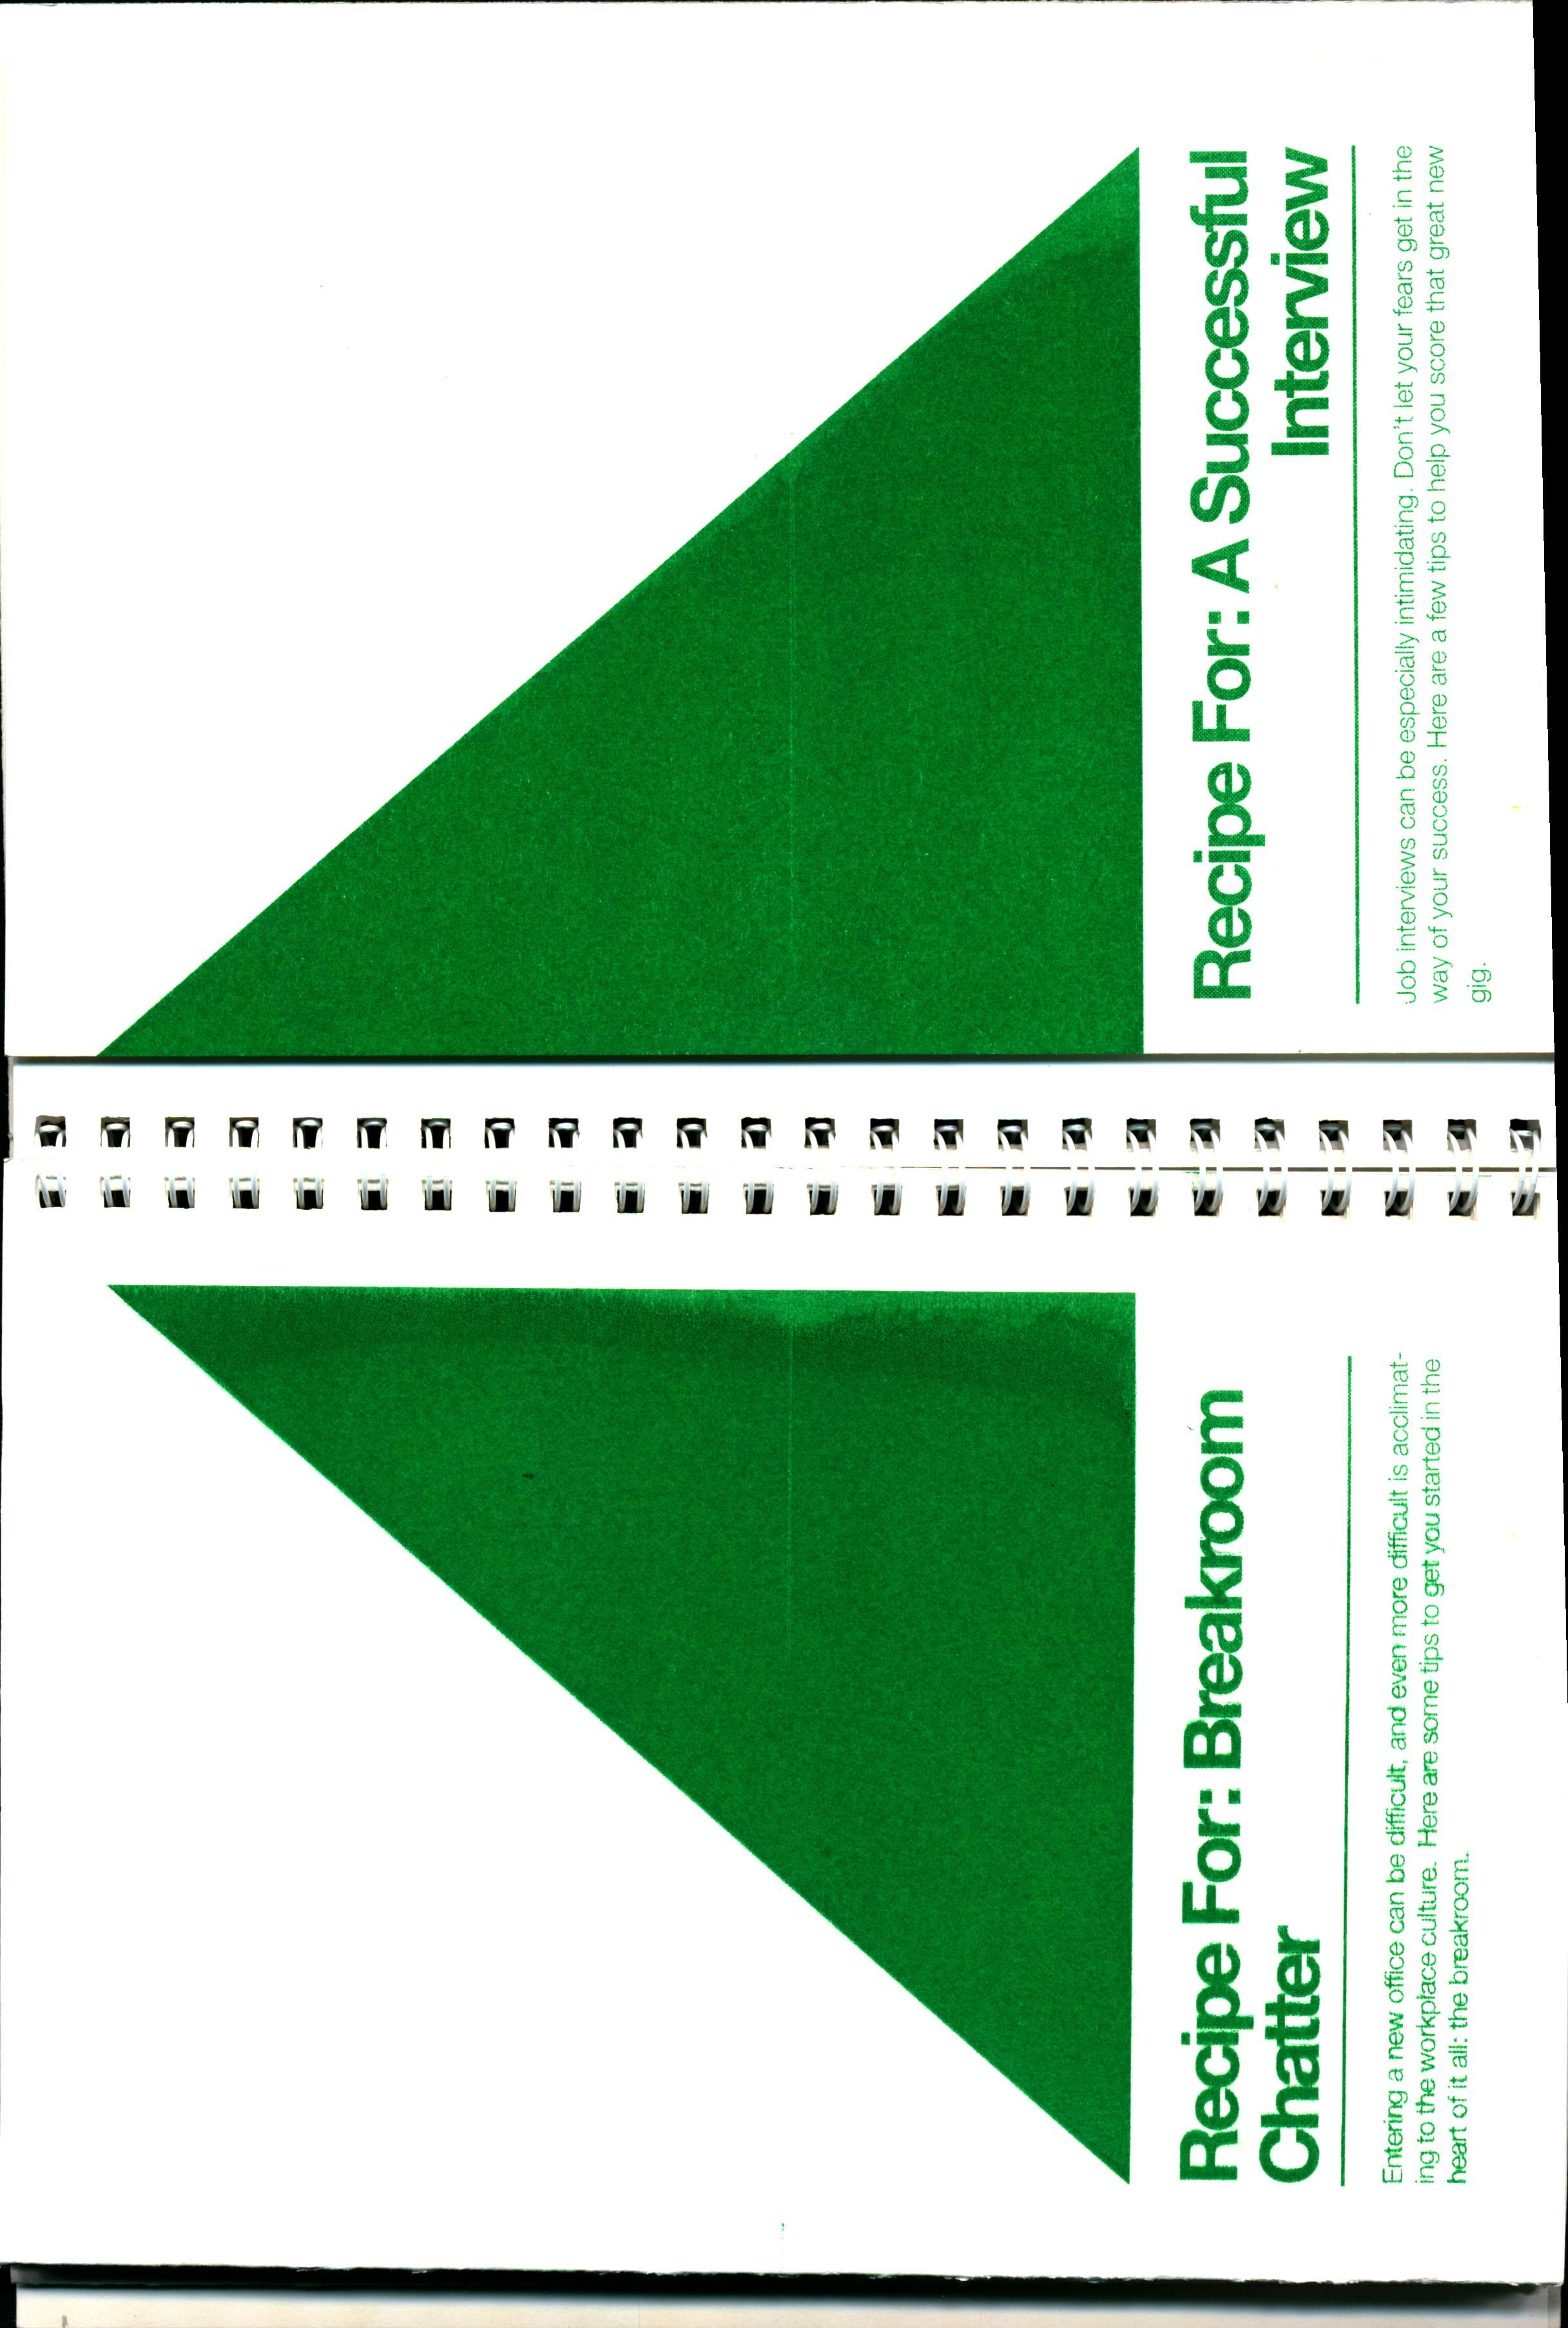 Recipe For: Breakroom
Chatter
Entering a new office can be difficult, and even more difficult is acclimat-
ing to the workplace culture. Here are some tips to get you started in the
heart of it all: the breakroom.
Recipe For: A Successful
Interview
Job interviews can be especially intimidating. Don't let your fears get in the
way of your success. Here are a few tips to help you score that great new
gig.